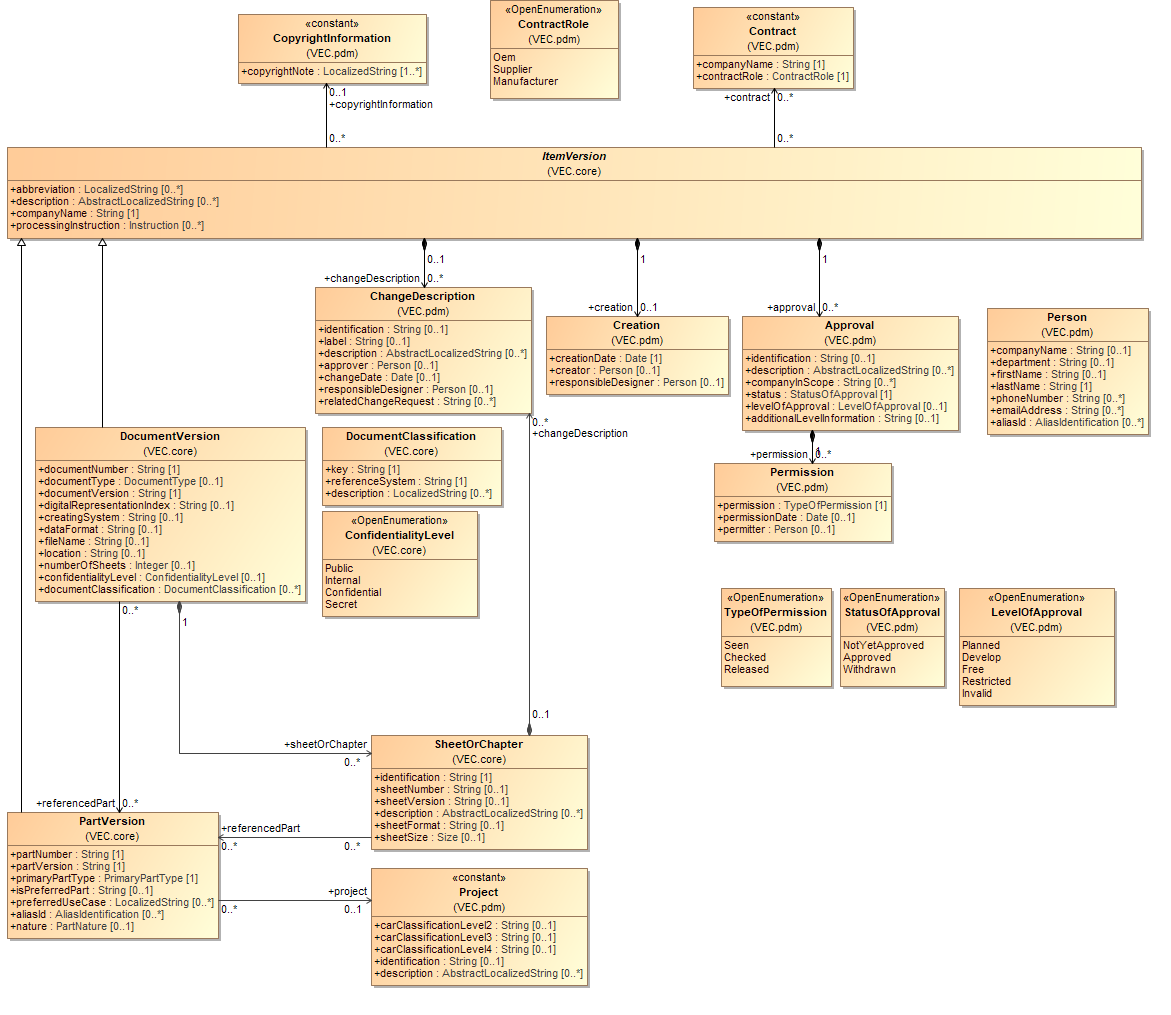 «constant»
CopyrightInformation
(VEC.pdm)
+copyrightNote : LocalizedString [1..*]
«OpenEnumeration»
ContractRole
(VEC.pdm)
Oem
Supplier
Manufacturer
«constant»
Contract
(VEC.pdm)
+companyName : String [1]
+contractRole : ContractRole [1]
0..1
+copyrightInformation
0..*
+contract
0..*
0..*
ItemVersion
(VEC.core)
+abbreviation : LocalizedString [0..*]
+description : AbstractLocalizedString [0..*]
+companyName : String [1]
+processingInstruction : Instruction [0..*]
0..1
+changeDescription
0..*
1
+creation
0..1
1
+approval
0..*
ChangeDescription
(VEC.pdm)
+identification : String [0..1]
+label : String [0..1]
+description : AbstractLocalizedString [0..*]
+approver : Person [0..1]
+changeDate : Date [0..1]
+responsibleDesigner : Person [0..1]
+relatedChangeRequest : String [0..*]
Creation
(VEC.pdm)
+creationDate : Date [1]
+creator : Person [0..1]
+responsibleDesigner : Person [0..1]
Approval
(VEC.pdm)
+identification : String [0..1]
+description : AbstractLocalizedString [0..*]
+companyInScope : String [0..*]
+status : StatusOfApproval [1]
+levelOfApproval : LevelOfApproval [0..1]
+additionalLevelInformation : String [0..1]
Person
(VEC.pdm)
+companyName : String [0..1]
+department : String [0..1]
+firstName : String [0..1]
+lastName : String [1]
+phoneNumber : String [0..*]
+emailAddress : String [0..*]
+aliasId : AliasIdentification [0..*]
0..*
+changeDescription
1
+permission
0..*
DocumentVersion
(VEC.core)
+documentNumber : String [1]
+documentType : DocumentType [0..1]
+documentVersion : String [1]
+digitalRepresentationIndex : String [0..1]
+creatingSystem : String [0..1]
+dataFormat : String [0..1]
+fileName : String [0..1]
+location : String [0..1]
+numberOfSheets : Integer [0..1]
+confidentialityLevel : ConfidentialityLevel [0..1]
+documentClassification : DocumentClassification [0..*]
DocumentClassification
(VEC.core)
+key : String [1]
+referenceSystem : String [1]
+description : LocalizedString [0..*]
«OpenEnumeration»
ConfidentialityLevel
(VEC.core)
Public
Internal
Confidential
Secret
Permission
(VEC.pdm)
+permission : TypeOfPermission [1]
+permissionDate : Date [0..1]
+permitter : Person [0..1]
«OpenEnumeration»
TypeOfPermission
(VEC.pdm)
Seen
Checked
Released
«OpenEnumeration»
StatusOfApproval
(VEC.pdm)
NotYetApproved
Approved
Withdrawn
«OpenEnumeration»
LevelOfApproval
(VEC.pdm)
Planned
Develop
Free
Restricted
Invalid
0..*
1
0..1
+sheetOrChapter
0..*
SheetOrChapter
(VEC.core)
+identification : String [1]
+sheetNumber : String [0..1]
+sheetVersion : String [0..1]
+description : AbstractLocalizedString [0..*]
+sheetFormat : String [0..1]
+sheetSize : Size [0..1]
+referencedPart
0..*
PartVersion
(VEC.core)
+partNumber : String [1]
+partVersion : String [1]
+primaryPartType : PrimaryPartType [1]
+isPreferredPart : String [0..1]
+preferredUseCase : LocalizedString [0..*]
+aliasId : AliasIdentification [0..*]
+nature : PartNature [0..1]
+referencedPart
0..*
0..*
+project
0..*
0..1
«constant»
Project
(VEC.pdm)
+carClassificationLevel2 : String [0..1]
+carClassificationLevel3 : String [0..1]
+carClassificationLevel4 : String [0..1]
+identification : String [0..1]
+description : AbstractLocalizedString [0..*]